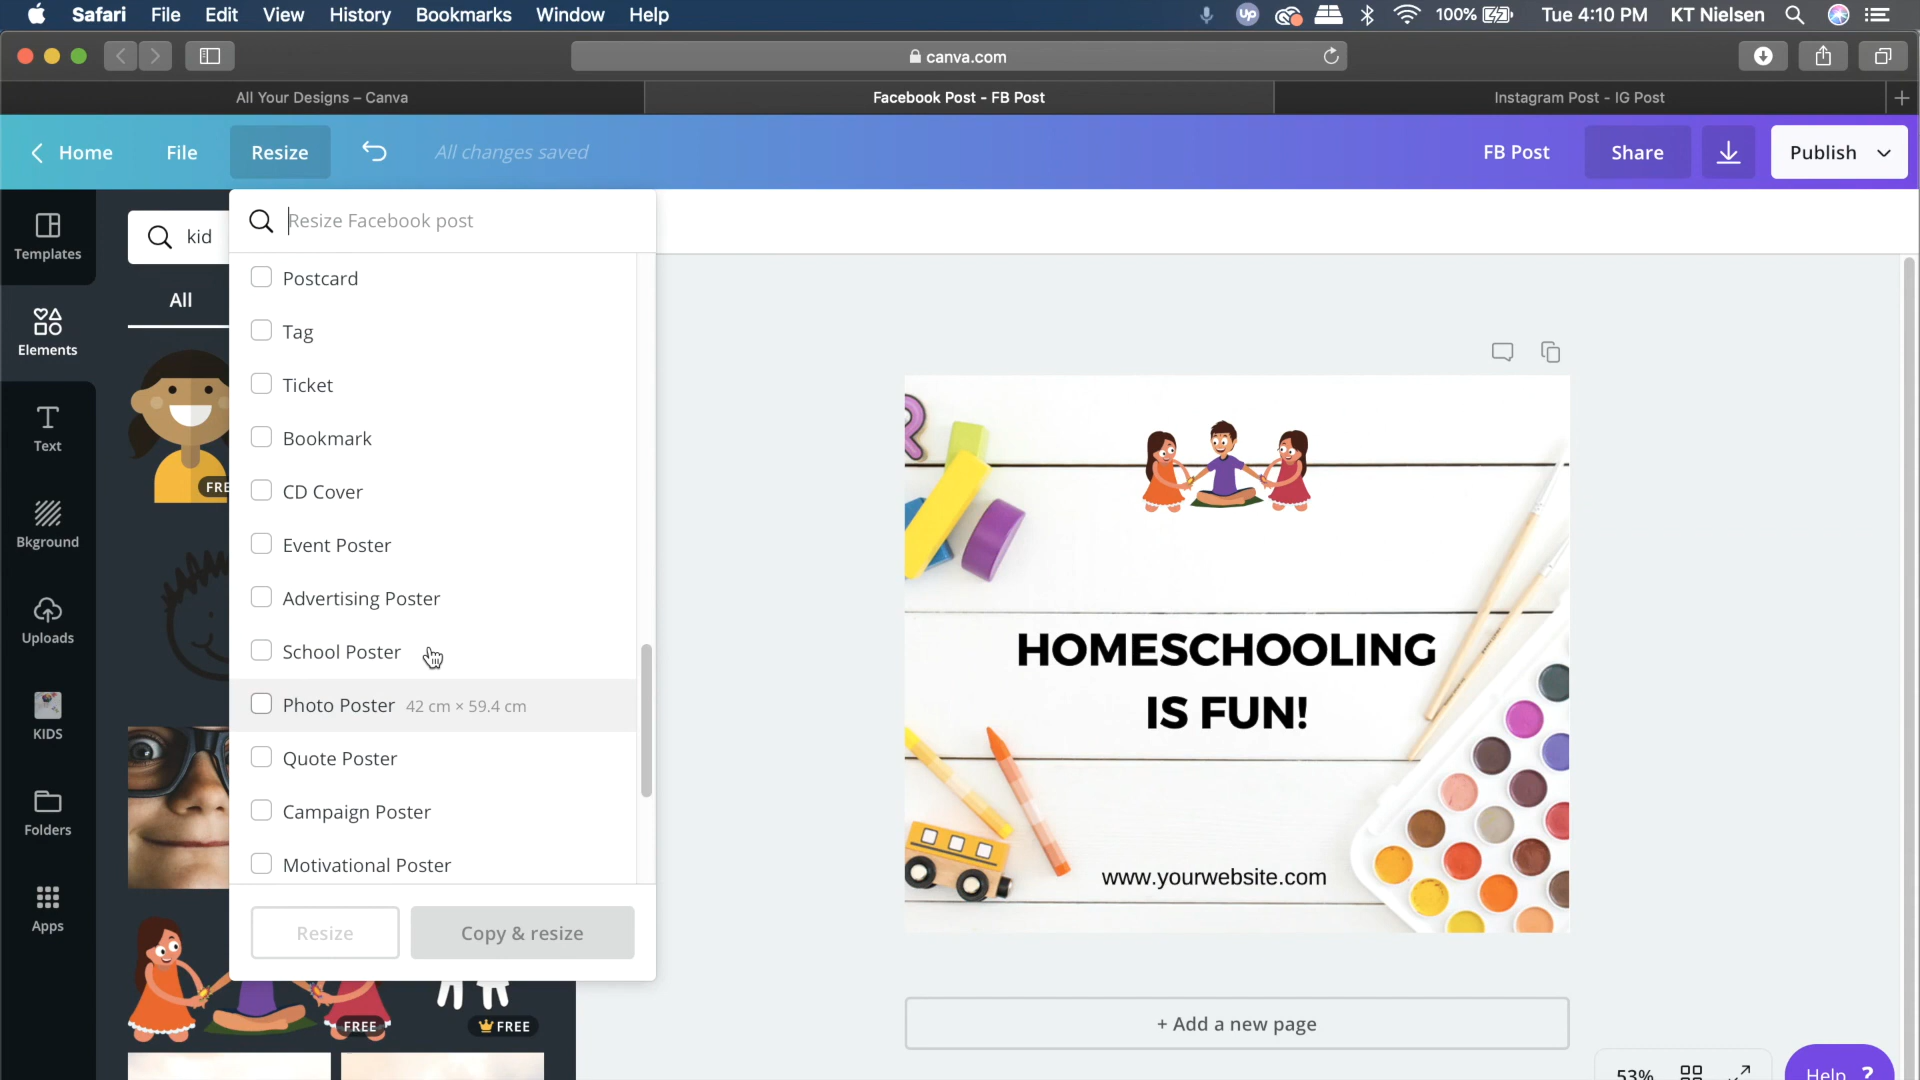 Safari File Edit View History Bookmarks Window Help
Up 100% Tue 4:10 PM KT Nielsen
canva.com
All Your Designs – Canva
Facebook Post - FB Post
Instagram Post - IG Post
Home File Resize All changes saved
FB Post Share Publish
Templates
Elements
Text
Bkground
Uploads
KIDS
Folders
Apps
kid
All
FRE
Resize Facebook post
Postcard
Tag
Ticket
Bookmark
CD Cover
Event Poster
Advertising Poster
School Poster
Photo Poster 42 cm × 59.4 cm
Quote Poster
Campaign Poster
Motivational Poster
Resize Copy & resize
FREE
FREE
R
HOMESCHOOLING
IS FUN!
www.yourwebsite.com
+ Add a new page
53%
Help ?